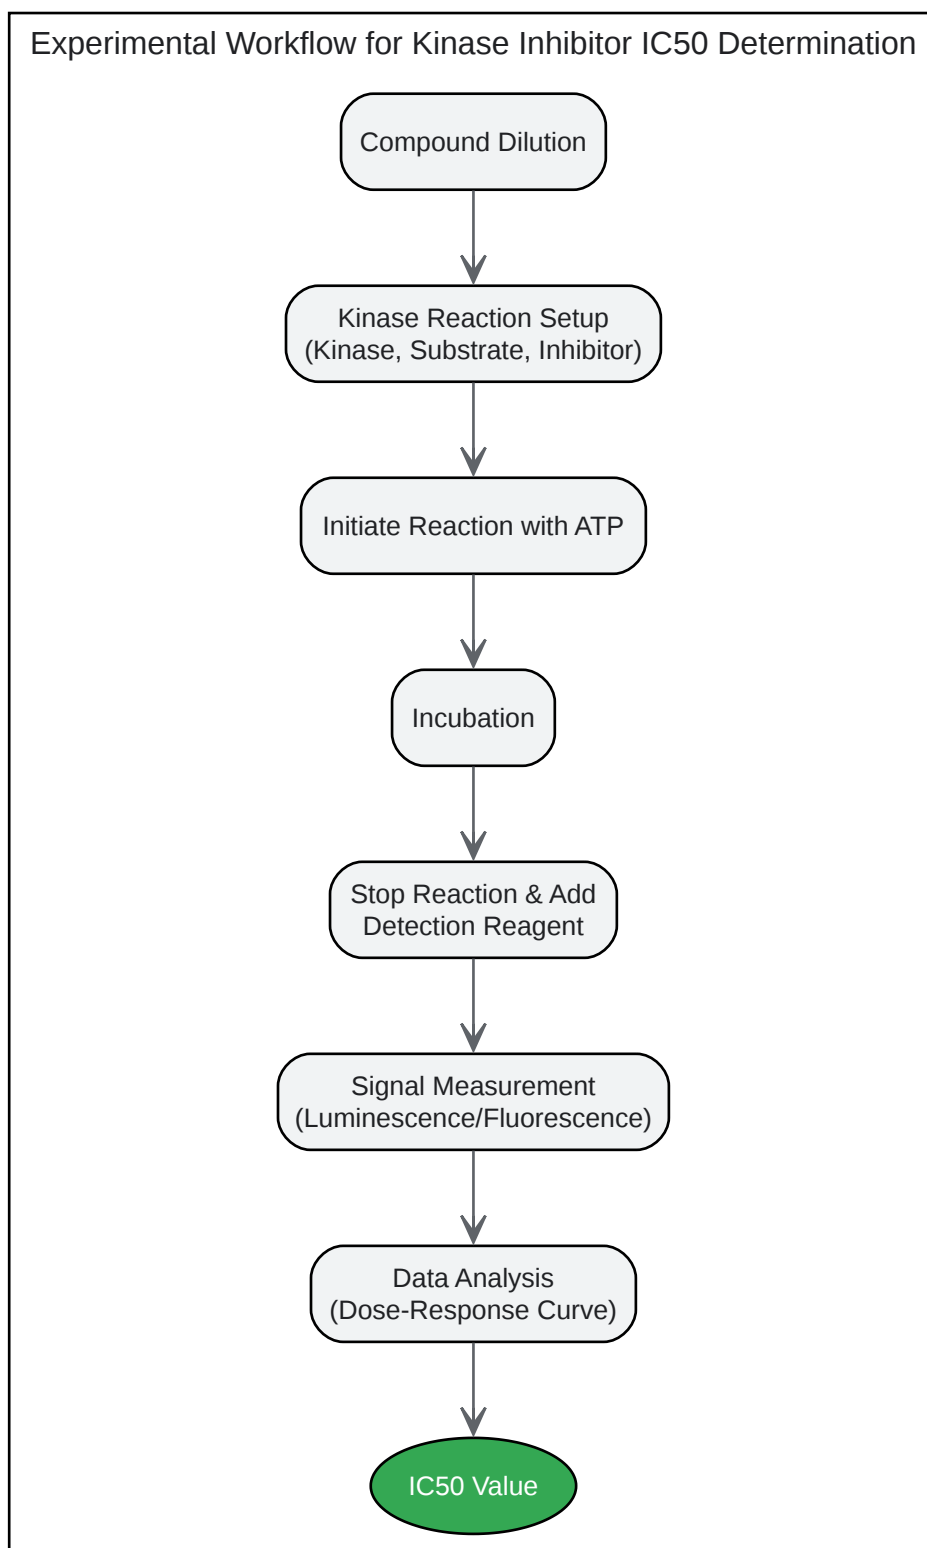 Experimental Workflow for Kinase Inhibitor IC50 Determination
Compound Dilution
Kinase Reaction Setup
(Kinase, Substrate, Inhibitor)
Initiate Reaction with ATP
Incubation
Stop Reaction & Add
Detection Reagent
Signal Measurement
(Luminescence/Fluorescence)
Data Analysis
(Dose-Response Curve)
IC50 Value